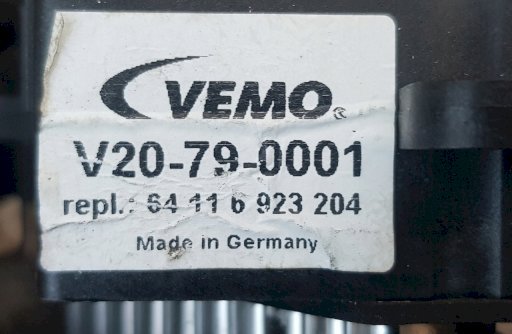 VEMO®
V20-79-0001
repl.: 64 11 6 923 204
Made in Germany